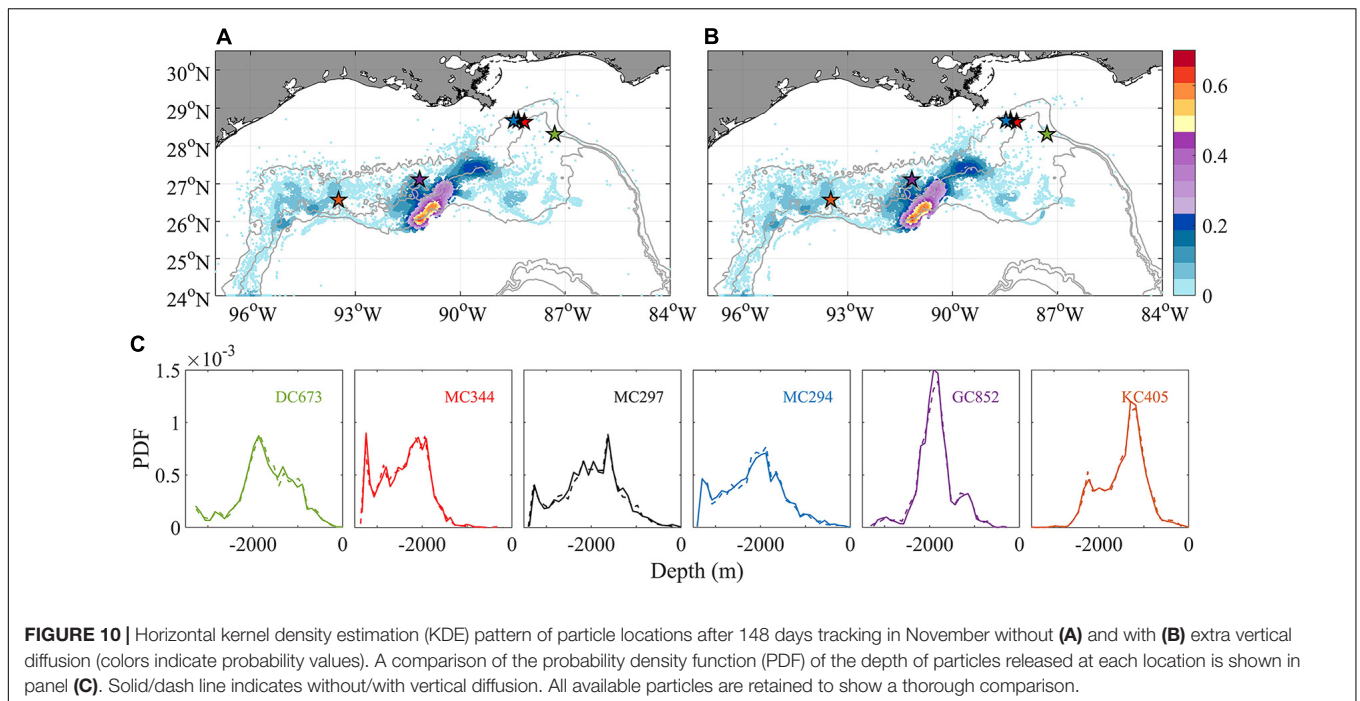 A
B
30°N
29°N
28°N
27°N
26°N
25°N
24°N
96°W 93°W 90°W 87°W 84°W
96°W 93°W 90°W 87°W 84°W
0.6
0.4
0.2
0
C
×10⁻³
1.5
1
0.5
0
PDF
DC673 MC344 MC297 MC294 GC852 KC405
-2000 0 -2000 0 -2000 0 -2000 0 -2000 0 -2000 0
Depth (m)
FIGURE 10 | Horizontal kernel density estimation (KDE) pattern of particle locations after 148 days tracking in November without (A) and with (B) extra vertical
diffusion (colors indicate probability values). A comparison of the probability density function (PDF) of the depth of particles released at each location is shown in
panel (C). Solid/dash line indicates without/with vertical diffusion. All available particles are retained to show a thorough comparison.